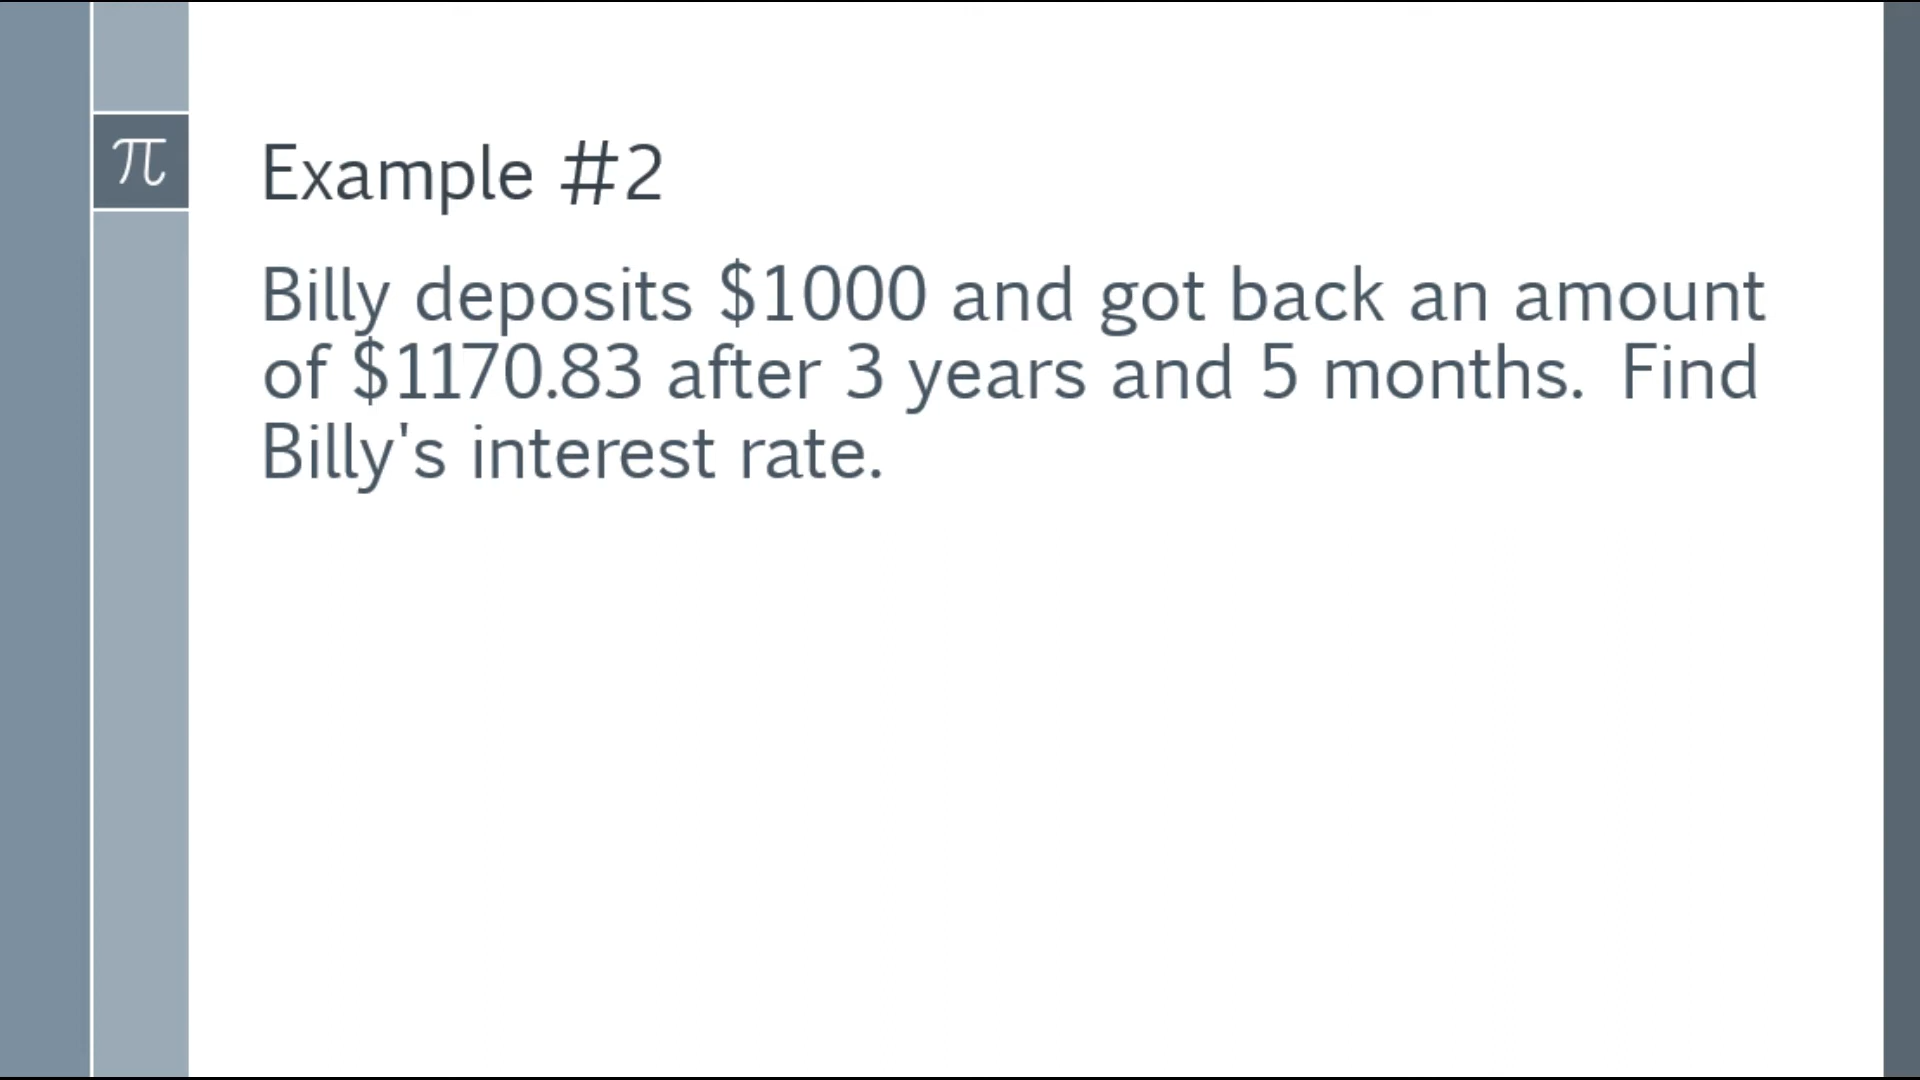 π
Example #2
Billy deposits $1000 and got back an amount
of $1170.83 after 3 years and 5 months. Find
Billy's interest rate.